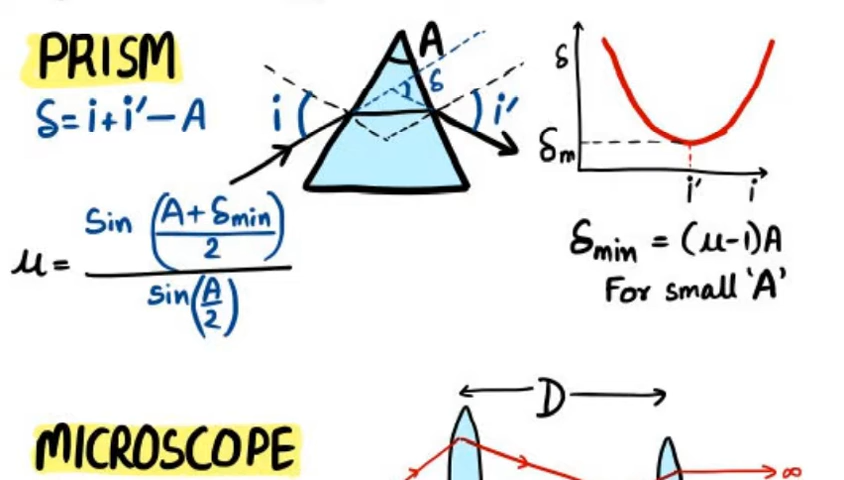 PRISM
δ = i + i' − A
A
δ
i
i'
δ
δm
i'
i
μ = sin((A + δmin)/2) / sin(A/2)
δmin = (μ-1)A
For small 'A'
D
MICROSCOPE
∞